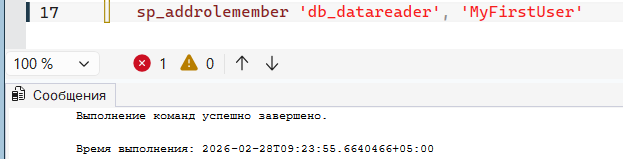 17 sp_addrolemember 'db_datareader', 'MyFirstUser'
100 % 1 0
Сообщения
Выполнение команд успешно завершено.
Время выполнения: 2026-02-28T09:23:55.6640466+05:00